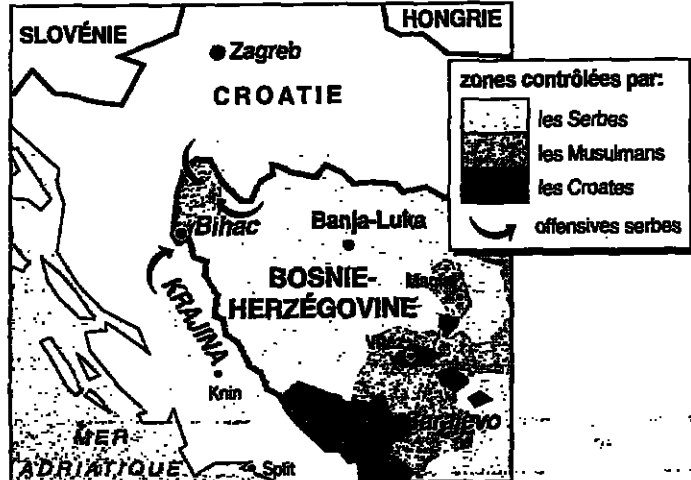 HONGRIE
SLOVÉNIE
Zagreb
CROATIE
zones contrôlées par:
les Serbes
les Musulmans
les Croates
offensives serbes
Bihac
Banja-Luka
BOSNIE-
HERZÉGOVINE
KRAJINA
Knin
Sarajevo
MER
ADRIATIQUE
Split